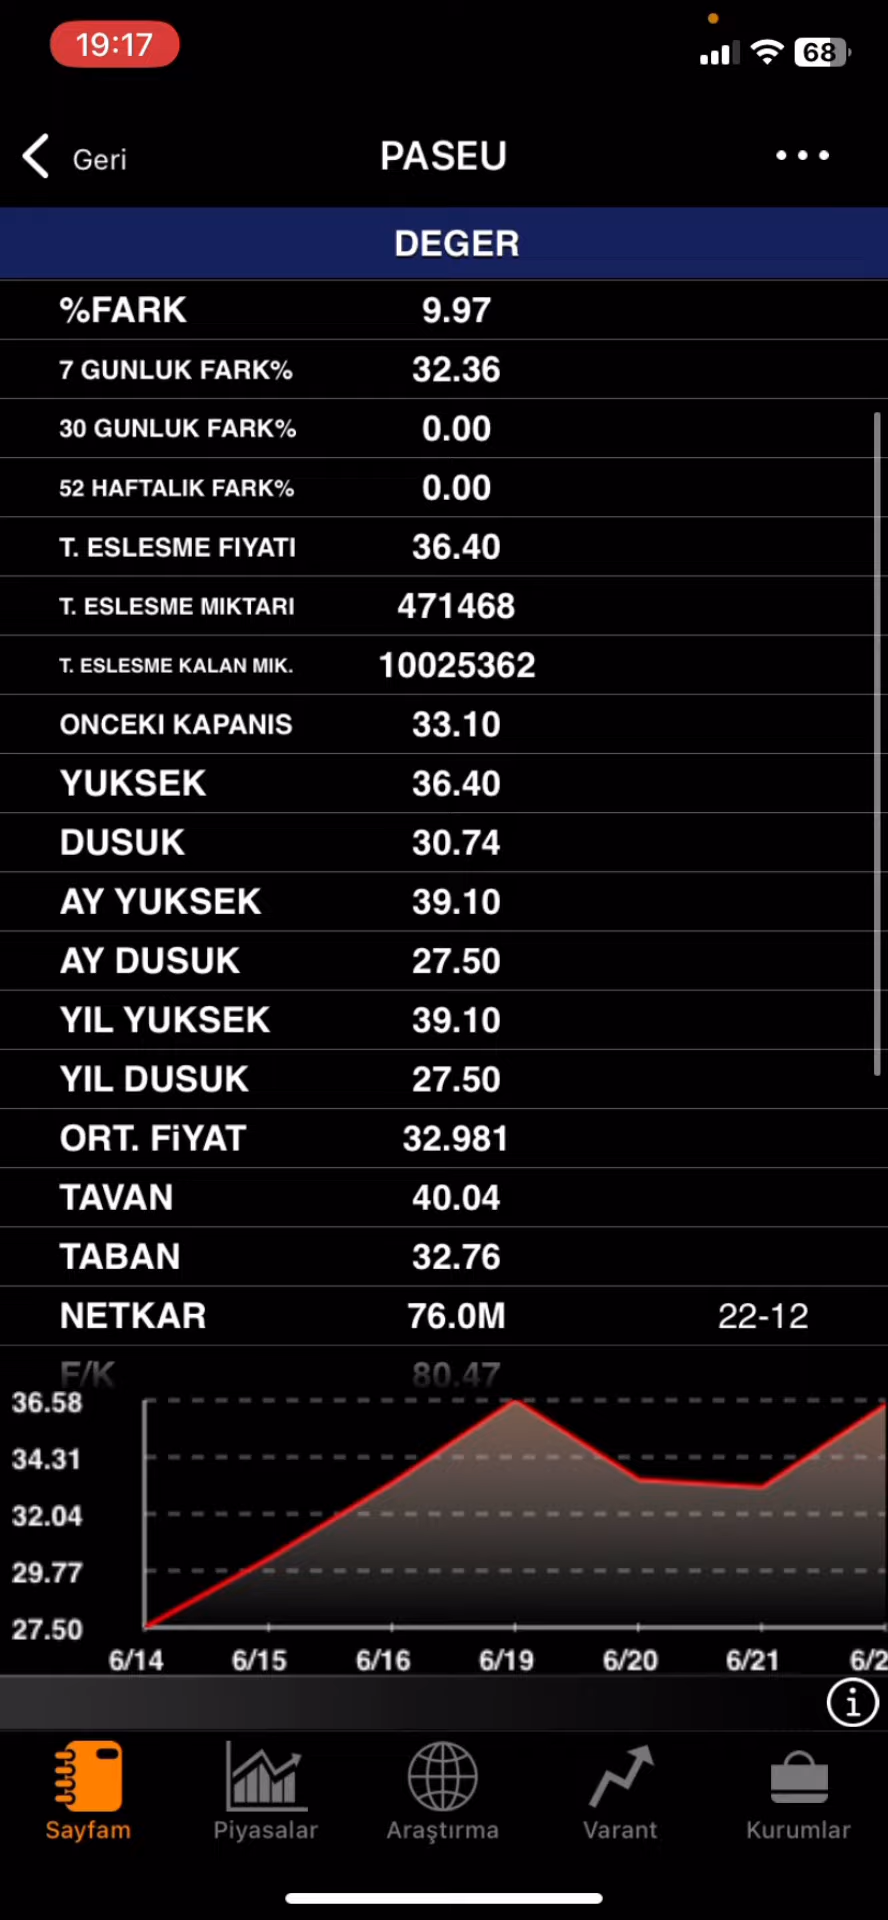 19:17
68
Geri
PASEU
DEGER
%FARK 9.97
7 GUNLUK FARK% 32.36
30 GUNLUK FARK% 0.00
52 HAFTALIK FARK% 0.00
T. ESLESME FIYATI 36.40
T. ESLESME MIKTARI 471468
T. ESLESME KALAN MIK. 10025362
ONCEKI KAPANIS 33.10
YUKSEK 36.40
DUSUK 30.74
AY YUKSEK 39.10
AY DUSUK 27.50
YIL YUKSEK 39.10
YIL DUSUK 27.50
ORT. FiYAT 32.981
TAVAN 40.04
TABAN 32.76
NETKAR 76.0M 22-12
F/K 80.47
36.58
34.31
32.04
29.77
27.50
6/14 6/15 6/16 6/19 6/20 6/21 6/2
Sayfam Piyasalar Araştırma Varant Kurumlar